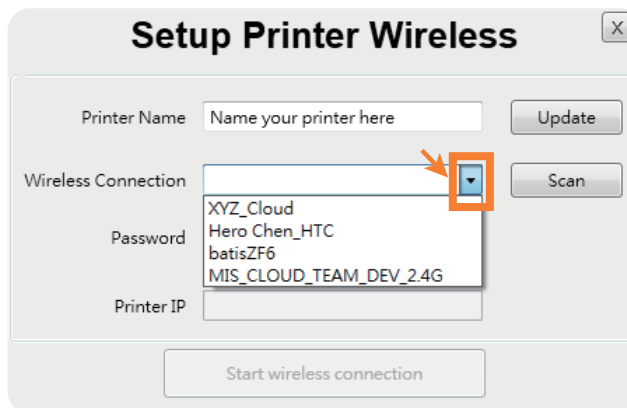 Setup Printer Wireless
X
Printer Name
Name your printer here
Update
Wireless Connection
Scan
XYZ_Cloud
Hero Chen_HTC
batisZF6
MIS_CLOUD_TEAM_DEV_2.4G
Password
Printer IP
Start wireless connection